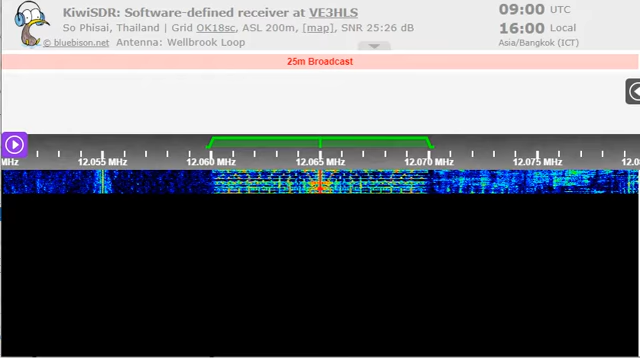 KiwiSDR: Software-defined receiver at VE3HLS
So Phisai, Thailand | Grid OK18sc, ASL 200m, [map], SNR 25:26 dB
© bluebison.net Antenna: Wellbrook Loop
09:00 UTC
16:00 Local
Asia/Bangkok (ICT)
25m Broadcast
MHz 12.055 MHz 12.060 MHz 12.065 MHz 12.070 MHz 12.075 MHz